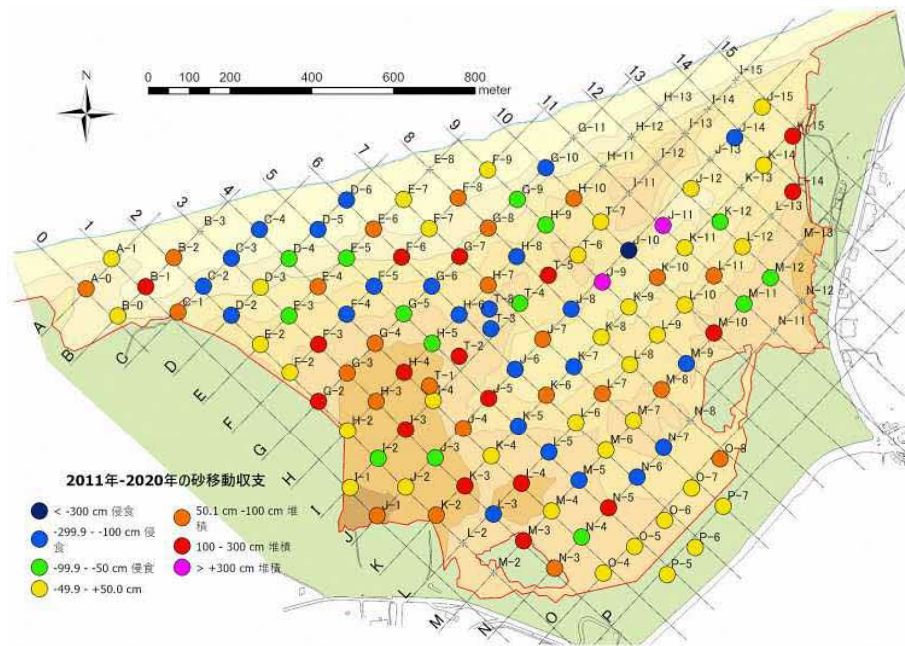 N
0 100 200 400 600 800
meter
0 1 2 3 4 5 6 7 8 9 10 11 12 13 14 15
A B C D E F G H I J K L M N O P
I-15
J-15
I-14 J-14 K-15
H-13 I-13 J-13 K-14 L-14
G-11 H-12 I-12 J-12 K-13 L-13
E-8 F-9 G-10 H-11 I-11 J-11 K-12 L-12 M-13
D-6 E-7 F-8 G-9 H-10 T-7 J-10 K-11 L-11 M-12 N-12
B-3 C-4 D-5 E-6 F-7 G-8 H-9 T-6 J-9 K-10 L-10 M-11 N-11
A-1 B-2 C-3 D-4 E-5 F-6 G-7 H-8 T-5 J-8 K-9 L-9 M-10
A-0 B-1 C-2 D-3 E-4 F-5 G-6 H-7 T-4 J-7 K-8 L-8 M-9
B-0 C-1 D-2 E-3 F-4 G-5 H-6 T-8 T-3 J-6 K-7 L-7 M-8 N-8
E-2 F-3 G-4 H-5 T-2 J-5 K-6 L-6 M-7 N-7 O-8
F-2 G-3 H-4 T-1 I-4 J-4 K-5 L-5 M-6 N-6 O-7 P-7
G-2 H-3 I-3 J-3 K-4 L-4 M-5 N-5 O-6 P-6
H-2 I-2 J-2 K-3 L-3 M-4 N-4 O-5 P-5
I-1 J-1 K-2 L-2 M-3 N-3 O-4
M-2
2011年-2020年の砂移動収支
< -300 cm 侵食
-299.9 - -100 cm 侵
食
-99.9 - -50 cm 侵食
-49.9 - +50.0 cm
50.1 cm -100 cm 堆
積
100 - 300 cm 堆積
> +300 cm 堆積